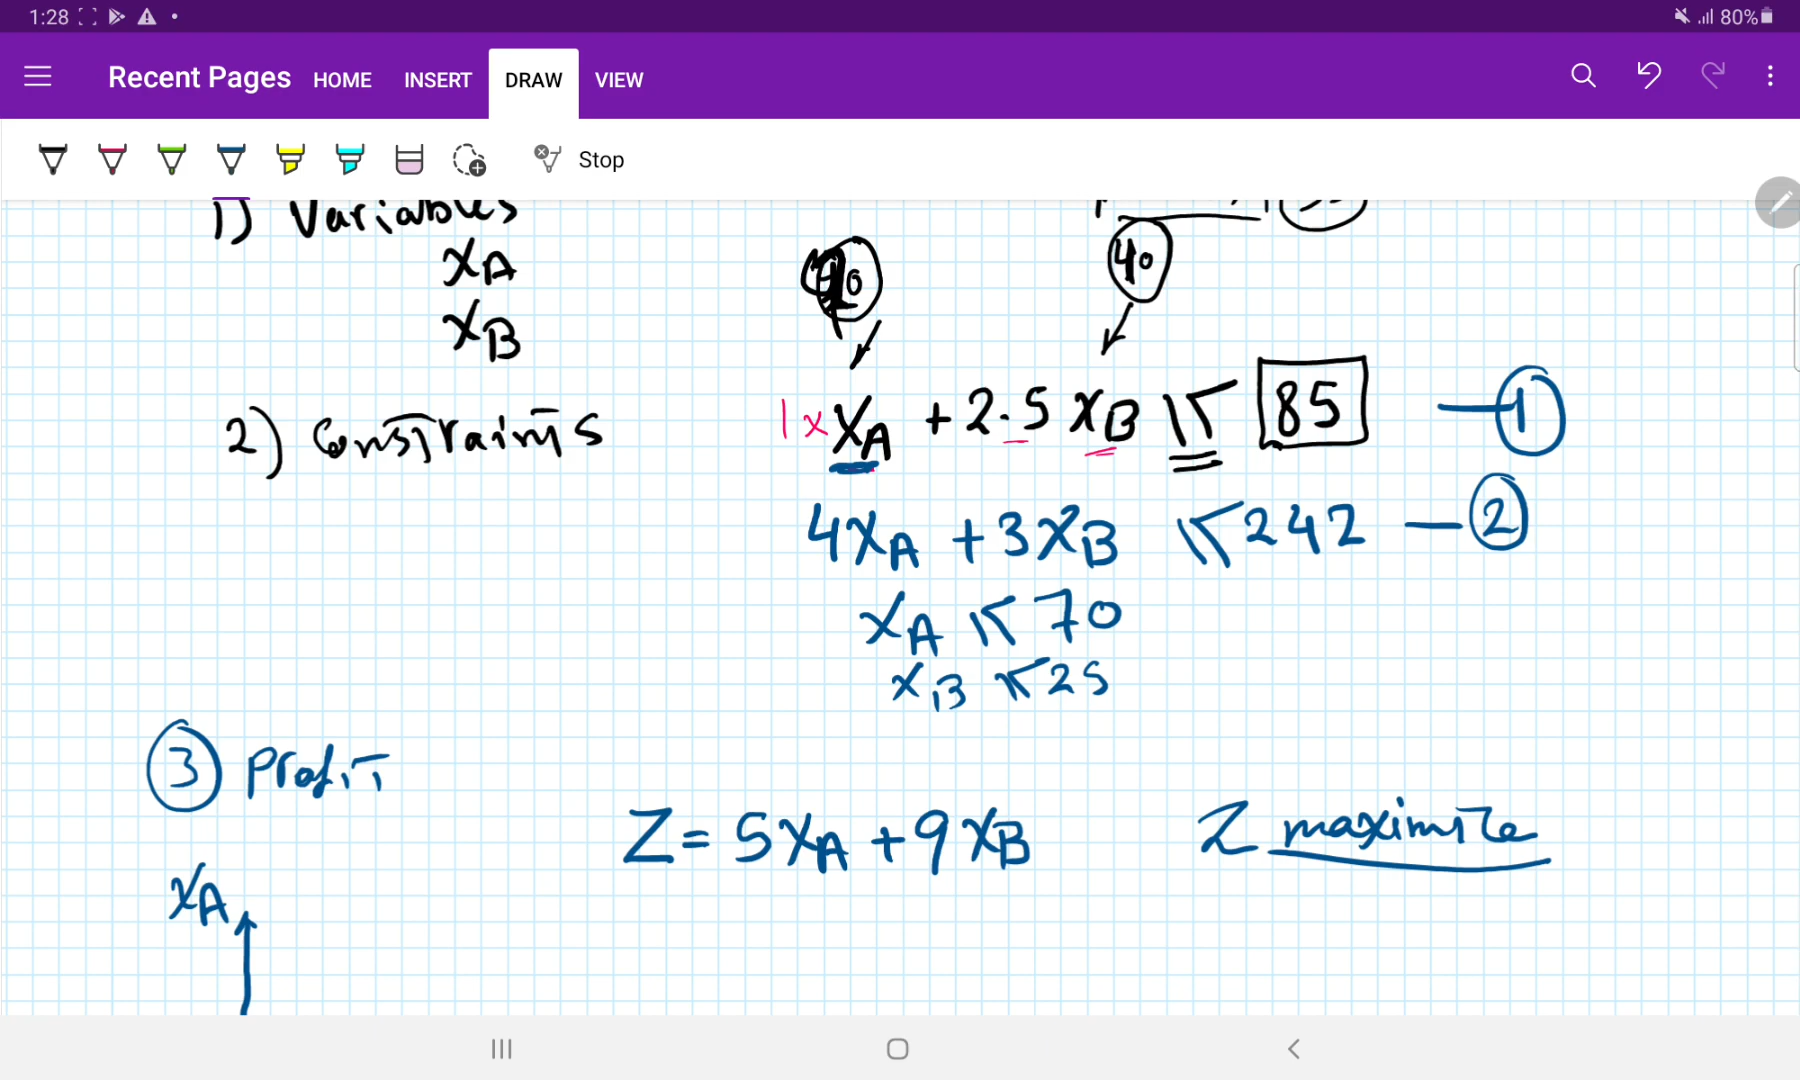 1:28 80%
Recent Pages HOME INSERT DRAW VIEW
Stop
1) Variables
XA
XB
40
2) Constraints
1x XA + 2.5 XB ≤ 85 — 1
4XA + 3XB ≤ 242 — 2
XA ≤ 70
XB ≤ 25
3 Profit
Z = 5XA + 9XB Z maximize
XA